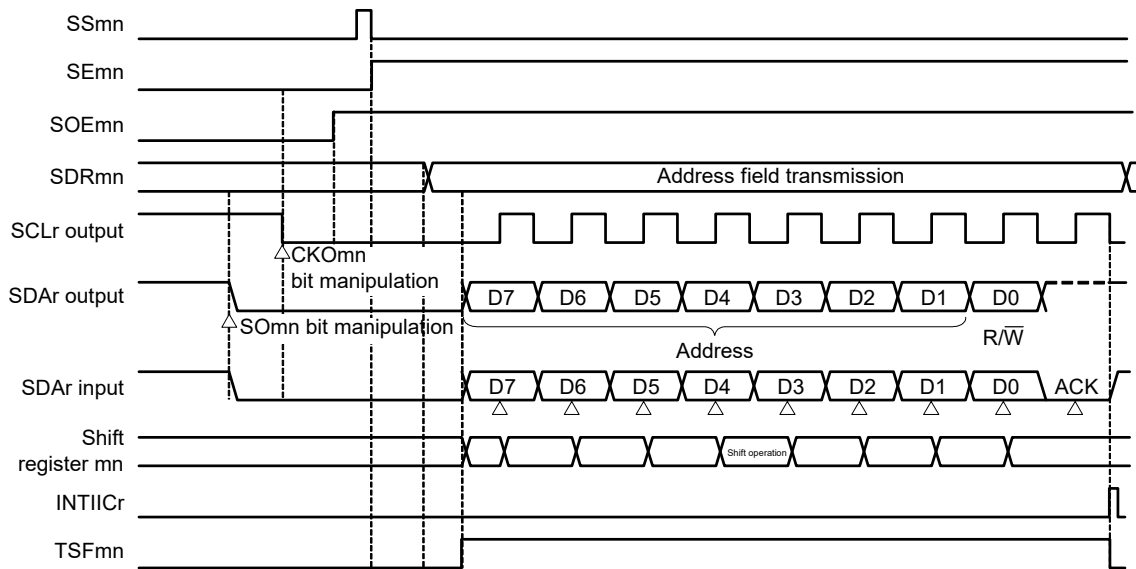 SSmn
SEmn
SOEmn
SDRmn
Address field transmission
SCLr output
CKOmn
bit manipulation
SDAr output
D7 D6 D5 D4 D3 D2 D1 D0
SOmn bit manipulation
Address
R/W̅
SDAr input
D7 D6 D5 D4 D3 D2 D1 D0 ACK
Shift
register mn
Shift operation
INTIICr
TSFmn